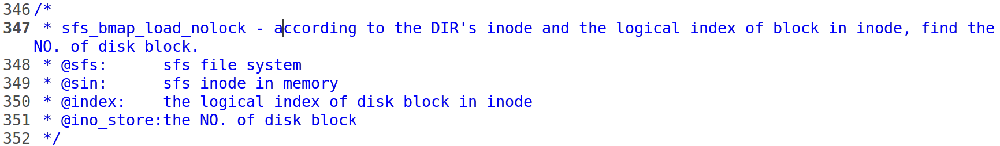 346 /*
347  * sfs_bmap_load_nolock - according to the DIR's inode and the logical index of block in inode, find the
NO. of disk block.
348  * @sfs:      sfs file system
349  * @sin:      sfs inode in memory
350  * @index:    the logical index of disk block in inode
351  * @ino_store:the NO. of disk block
352  */